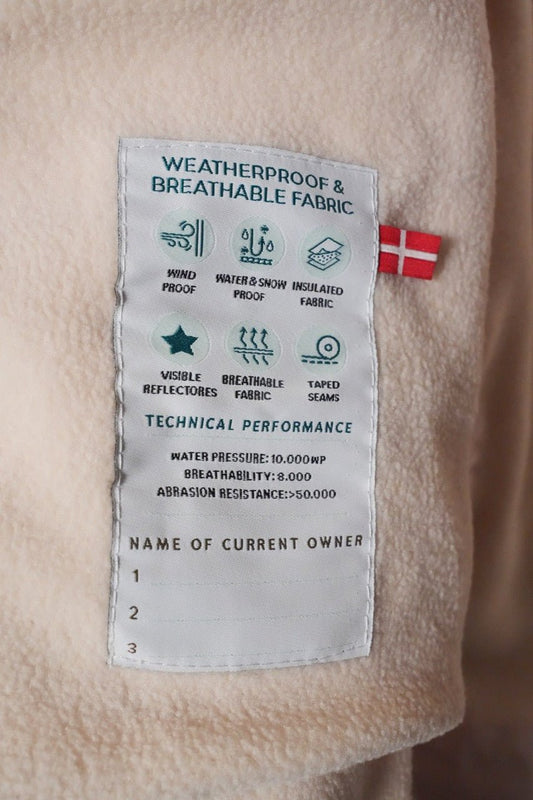 WEATHERPROOF &
BREATHABLE FABRIC
WIND
PROOF
WATER & SNOW
PROOF
INSULATED
FABRIC
VISIBLE
REFLECTORES
BREATHABLE
FABRIC
TAPED
SEAMS
TECHNICAL PERFORMANCE
WATER PRESSURE: 10.000WP
BREATHABILITY: 8.000
ABRASION RESISTANCE: >50.000
NAME OF CURRENT OWNER
1
2
3